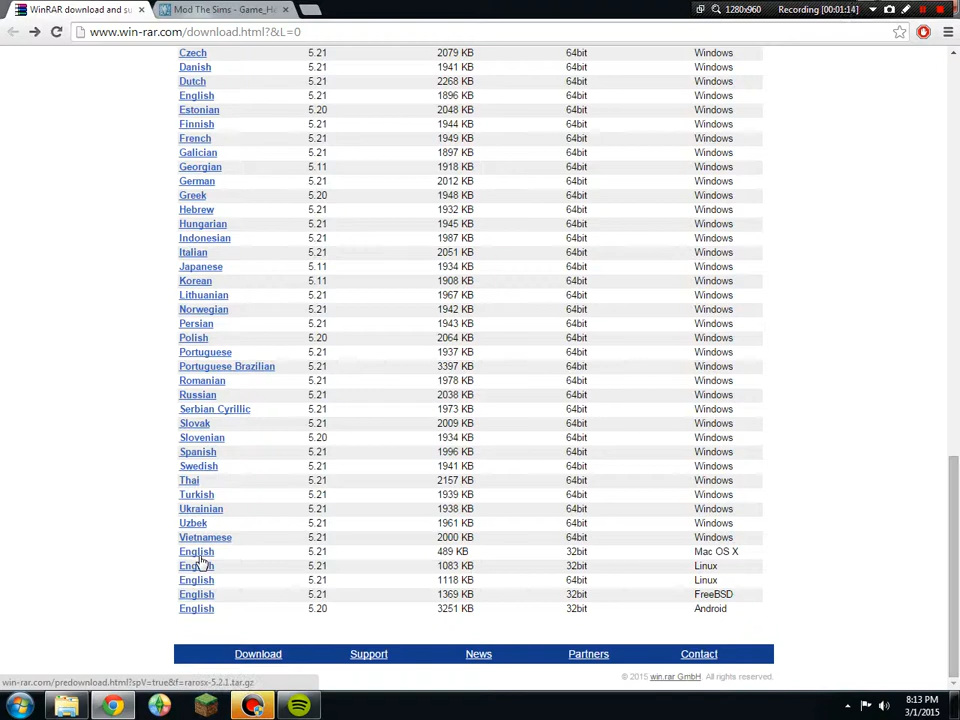 WinRAR download and su
Mod The Sims - Game_Ha
1280x960
Recording [00:01:14]
www.win-rar.com/download.html?&L=0
Czech 5.21 2079 KB 64bit Windows
Danish 5.21 1941 KB 64bit Windows
Dutch 5.21 2268 KB 64bit Windows
English 5.21 1896 KB 64bit Windows
Estonian 5.20 2048 KB 64bit Windows
Finnish 5.21 1944 KB 64bit Windows
French 5.21 1949 KB 64bit Windows
Galician 5.21 1897 KB 64bit Windows
Georgian 5.11 1918 KB 64bit Windows
German 5.21 2012 KB 64bit Windows
Greek 5.20 1948 KB 64bit Windows
Hebrew 5.21 1932 KB 64bit Windows
Hungarian 5.21 1945 KB 64bit Windows
Indonesian 5.21 1987 KB 64bit Windows
Italian 5.21 2051 KB 64bit Windows
Japanese 5.11 1934 KB 64bit Windows
Korean 5.11 1908 KB 64bit Windows
Lithuanian 5.21 1967 KB 64bit Windows
Norwegian 5.21 1942 KB 64bit Windows
Persian 5.21 1943 KB 64bit Windows
Polish 5.20 2064 KB 64bit Windows
Portuguese 5.21 1937 KB 64bit Windows
Portuguese Brazilian 5.21 3397 KB 64bit Windows
Romanian 5.21 1978 KB 64bit Windows
Russian 5.21 2038 KB 64bit Windows
Serbian Cyrillic 5.21 1973 KB 64bit Windows
Slovak 5.21 2009 KB 64bit Windows
Slovenian 5.20 1934 KB 64bit Windows
Spanish 5.21 1996 KB 64bit Windows
Swedish 5.21 1941 KB 64bit Windows
Thai 5.21 2157 KB 64bit Windows
Turkish 5.21 1939 KB 64bit Windows
Ukrainian 5.21 1938 KB 64bit Windows
Uzbek 5.21 1961 KB 64bit Windows
Vietnamese 5.21 2000 KB 64bit Windows
English 5.21 489 KB 32bit Mac OS X
English 5.21 1083 KB 32bit Linux
English 5.21 1118 KB 64bit Linux
English 5.21 1369 KB 32bit FreeBSD
English 5.20 3251 KB 32bit Android
Download Support News Partners Contact
© 2015 win.rar GmbH. All rights reserved.
win-rar.com/predownload.html?spV=true&f=rarosx-5.2.1.tar.gz
8:13 PM
3/1/2015